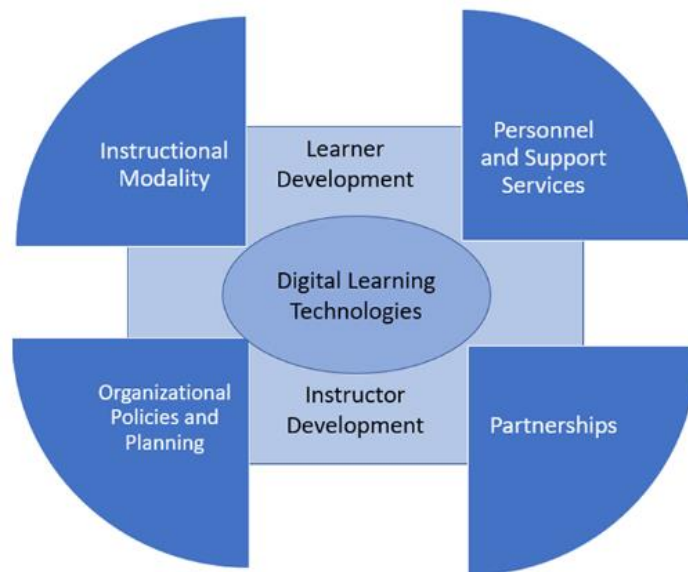 Instructional
Modality
Learner
Development
Personnel
and Support
Services
Digital Learning
Technologies
Organizational
Policies and
Planning
Instructor
Development
Partnerships